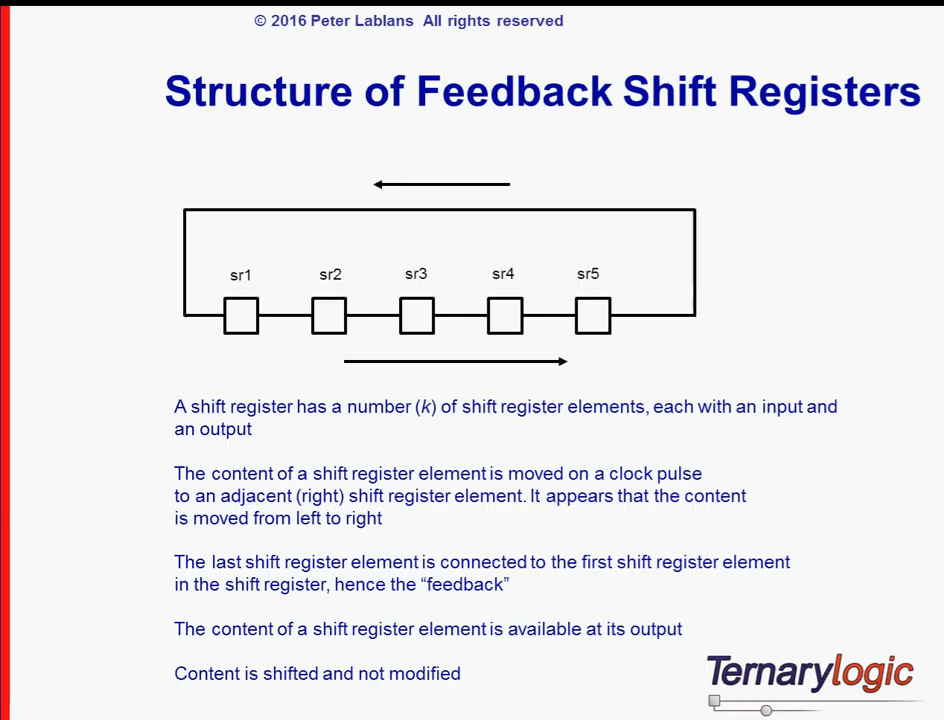 © 2016 Peter Lablans All rights reserved
Structure of Feedback Shift Registers
sr1 sr2 sr3 sr4 sr5
A shift register has a number (k) of shift register elements, each with an input and
an output
The content of a shift register element is moved on a clock pulse
to an adjacent (right) shift register element. It appears that the content
is moved from left to right
The last shift register element is connected to the first shift register element
in the shift register, hence the “feedback”
The content of a shift register element is available at its output
Content is shifted and not modified
Ternarylogic